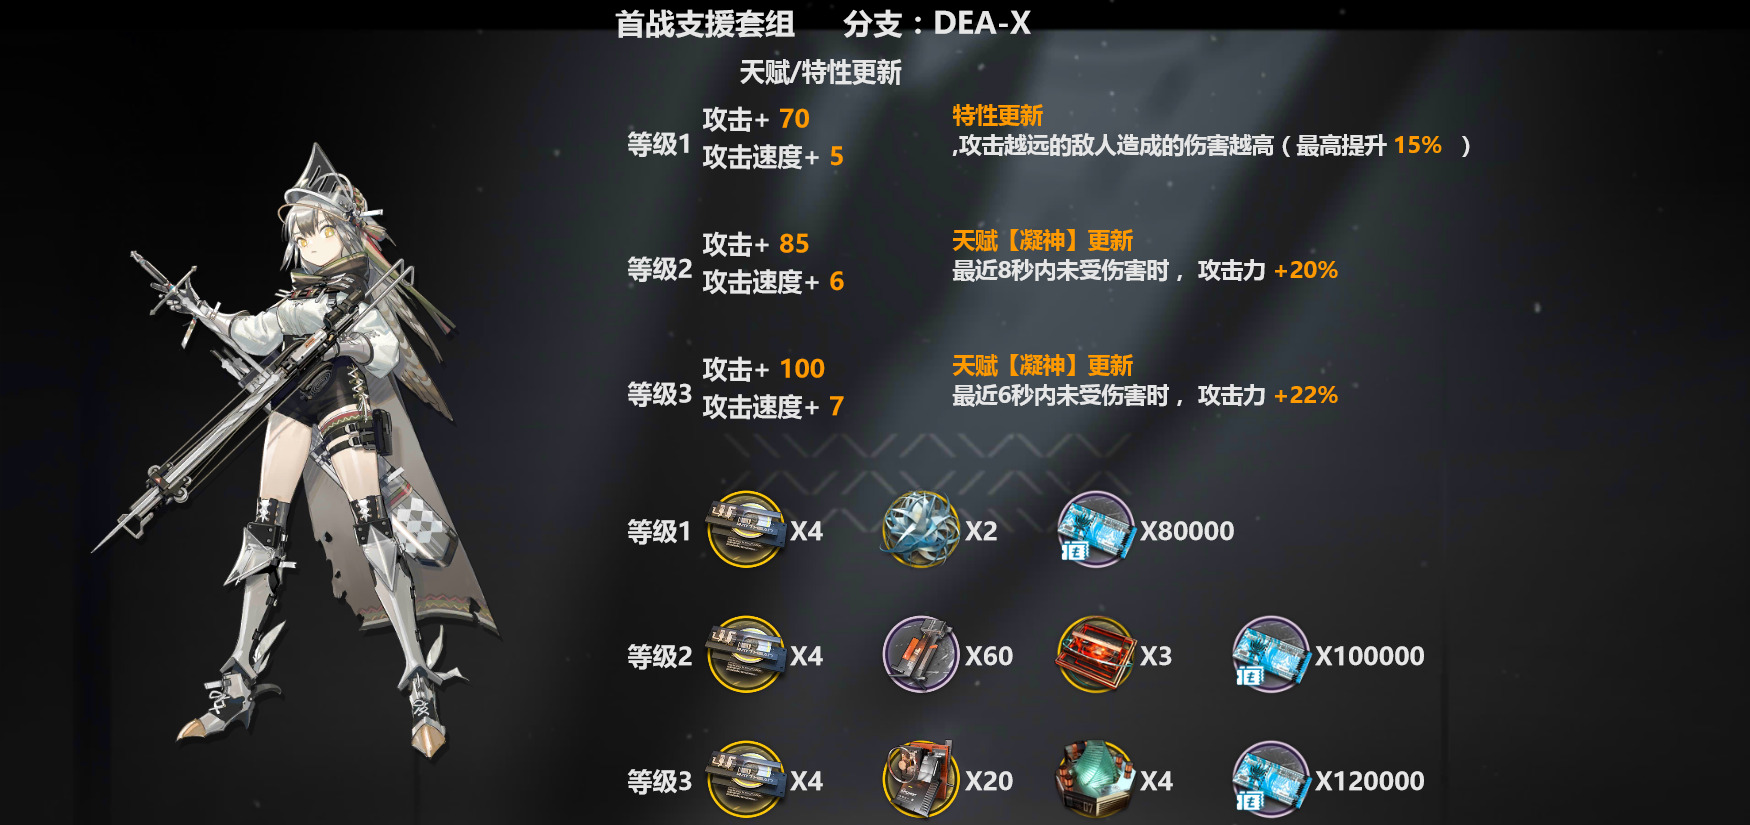 首战支援套组 分支：DEA-X
天赋/特性更新
等级1
攻击+ 70
攻击速度+ 5
特性更新
,攻击越远的敌人造成的伤害越高（最高提升 15% ）
等级2
攻击+ 85
攻击速度+ 6
天赋【凝神】更新
最近8秒内未受伤害时， 攻击力 +20%
等级3
攻击+ 100
攻击速度+ 7
天赋【凝神】更新
最近6秒内未受伤害时， 攻击力 +22%
等级1 X4 X2 X80000
等级2 X4 X60 X3 X100000
等级3 X4 X20 X4 X120000